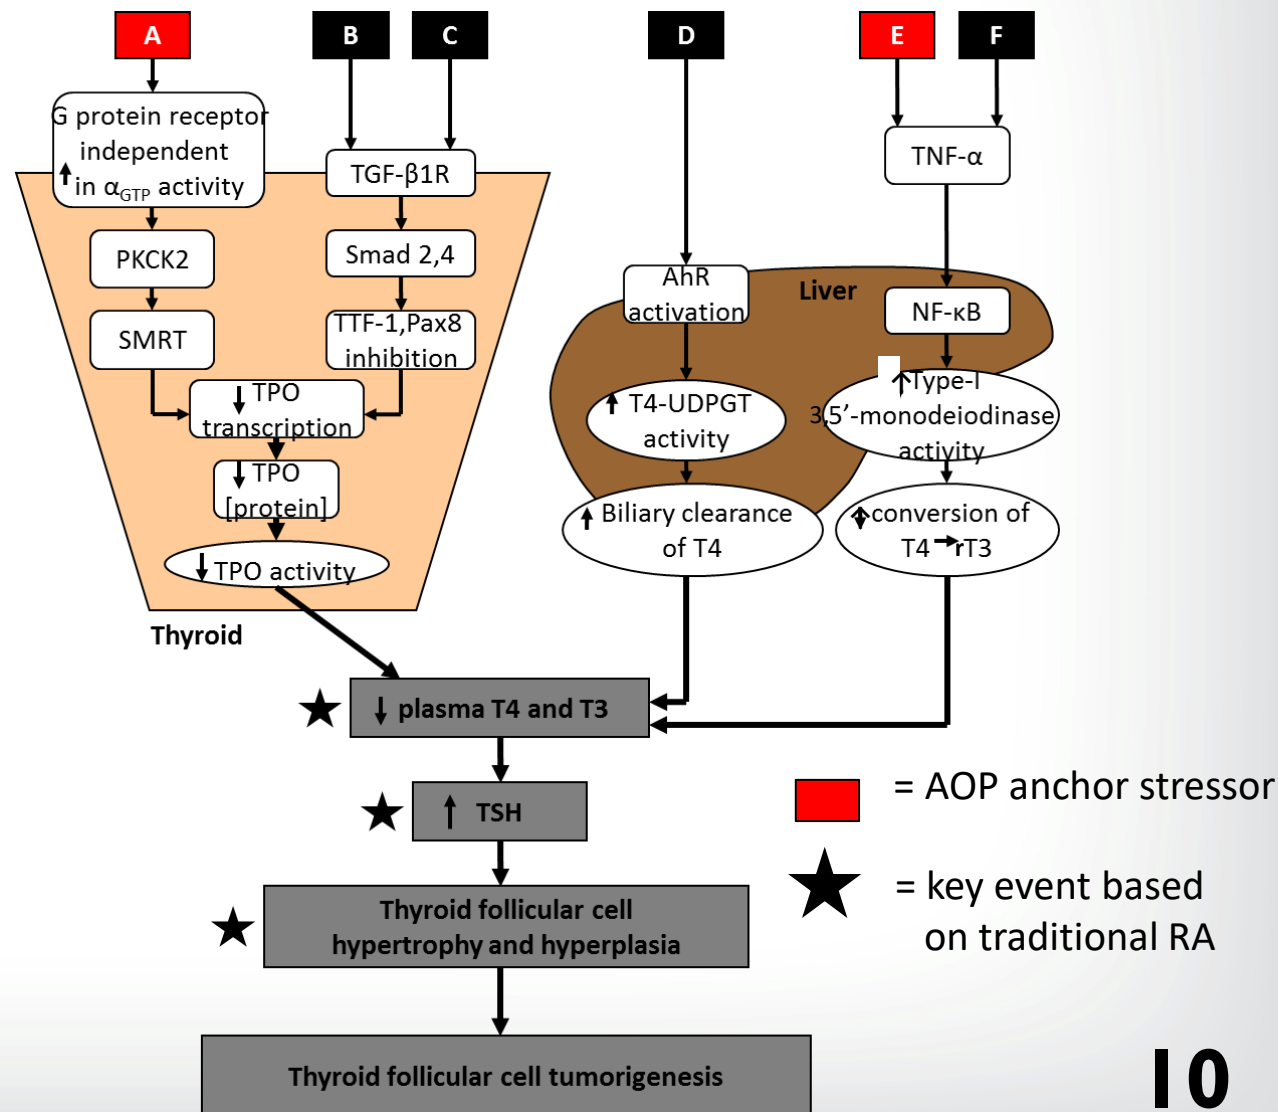 A
B
C
D
E
F
G protein receptor
independent
↑ in αGTP activity
TGF-β1R
TNF-α
PKCK2
Smad 2,4
AhR
activation
Liver
NF-κB
SMRT
TTF-1,Pax8
inhibition
↓ TPO
transcription
↑ T4-UDPGT
activity
↑Type-I
3,5’-monodeiodinase
activity
↓ TPO
[protein]
↑ Biliary clearance
of T4
↕conversion of
T4→rT3
↓ TPO activity
Thyroid
★ ↓ plasma T4 and T3
★ ↑ TSH
= AOP anchor stressor
★ Thyroid follicular cell
hypertrophy and hyperplasia
★ = key event based
on traditional RA
Thyroid follicular cell tumorigenesis
10